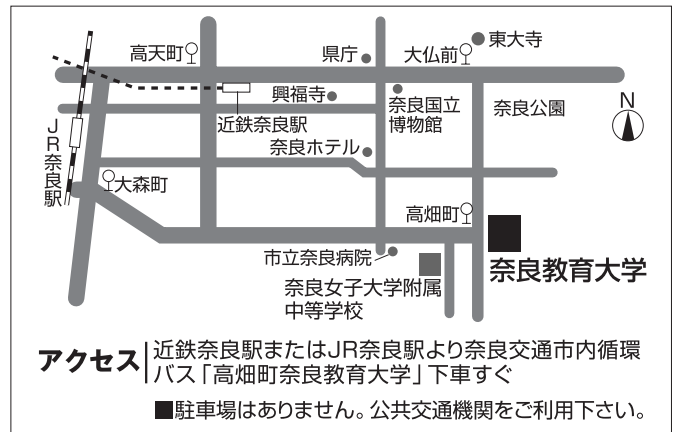 高天町
県庁
大仏前
東大寺
興福寺
奈良国立
博物館
奈良公園
N
近鉄奈良駅
JR奈良駅
奈良ホテル
大森町
高畑町
市立奈良病院
奈良教育大学
奈良女子大学附属
中等学校
アクセス
近鉄奈良駅またはJR奈良駅より奈良交通市内循環
バス「高畑町奈良教育大学」下車すぐ
■駐車場はありません。公共交通機関をご利用下さい。